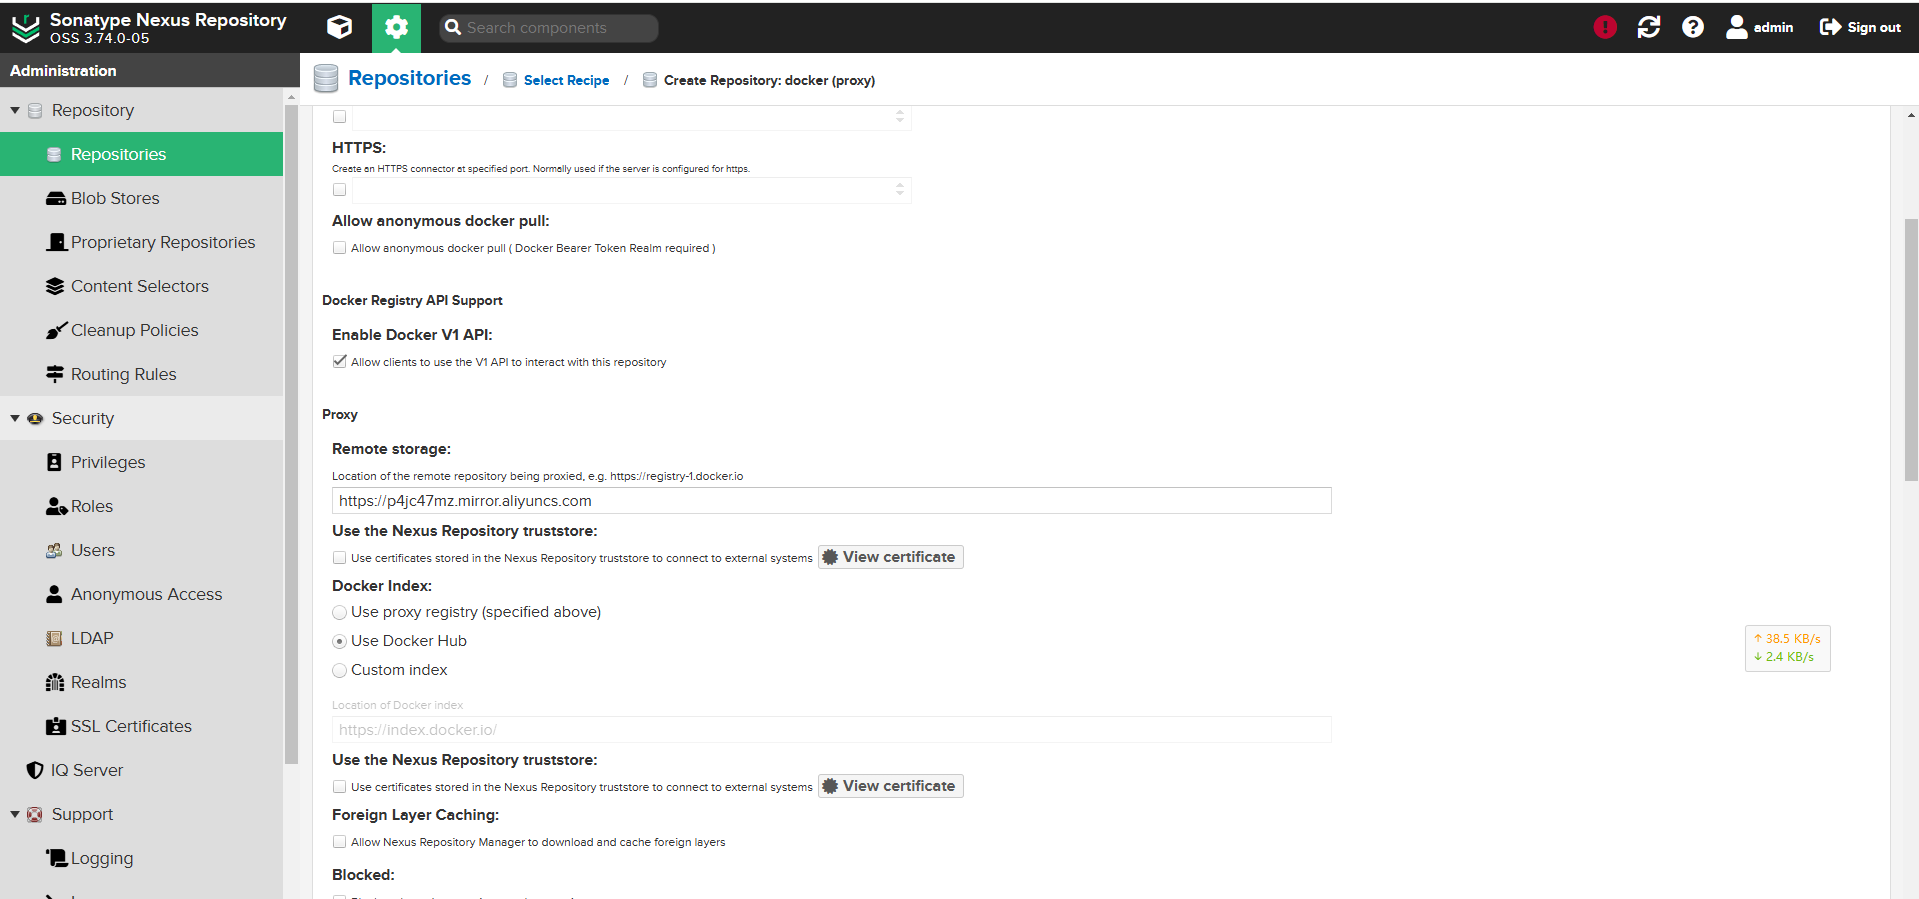 Sonatype Nexus Repository
OSS 3.74.0-05
Search components
admin
Sign out
Administration
Repository
Repositories
Blob Stores
Proprietary Repositories
Content Selectors
Cleanup Policies
Routing Rules
Security
Privileges
Roles
Users
Anonymous Access
LDAP
Realms
SSL Certificates
IQ Server
Support
Logging
Repositories / Select Recipe / Create Repository: docker (proxy)
HTTPS:
Create an HTTPS connector at specified port. Normally used if the server is configured for https.
Allow anonymous docker pull:
Allow anonymous docker pull ( Docker Bearer Token Realm required )
Docker Registry API Support
Enable Docker V1 API:
Allow clients to use the V1 API to interact with this repository
Proxy
Remote storage:
Location of the remote repository being proxied, e.g. https://registry-1.docker.io
https://p4jc47mz.mirror.aliyuncs.com
Use the Nexus Repository truststore:
Use certificates stored in the Nexus Repository truststore to connect to external systems View certificate
Docker Index:
Use proxy registry (specified above)
Use Docker Hub
Custom index
↑ 38.5 KB/s
↓ 2.4 KB/s
Location of Docker index
https://index.docker.io/
Use the Nexus Repository truststore:
Use certificates stored in the Nexus Repository truststore to connect to external systems View certificate
Foreign Layer Caching:
Allow Nexus Repository Manager to download and cache foreign layers
Blocked: